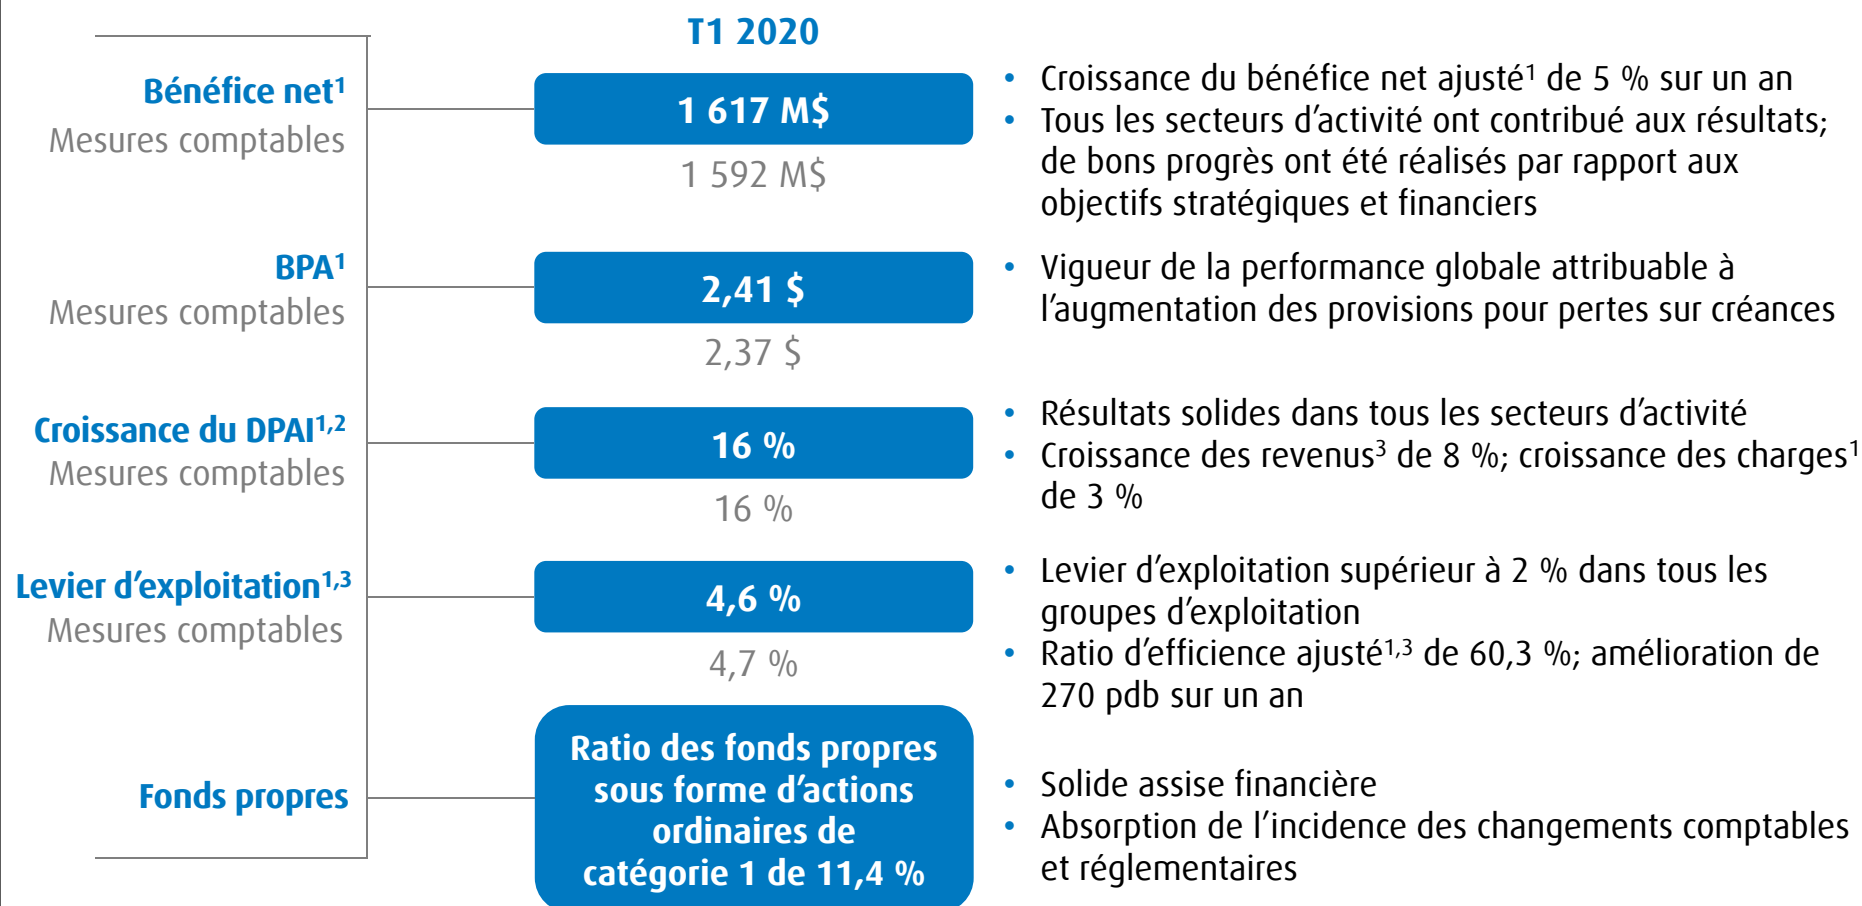 T1 2020
Bénéfice net¹
Mesures comptables
1 617 M$
1 592 M$
• Croissance du bénéfice net ajusté¹ de 5 % sur un an
• Tous les secteurs d’activité ont contribué aux résultats;
de bons progrès ont été réalisés par rapport aux
objectifs stratégiques et financiers
BPA¹
Mesures comptables
2,41 $
2,37 $
• Vigueur de la performance globale attribuable à
l’augmentation des provisions pour pertes sur créances
Croissance du DPAI¹,²
Mesures comptables
16 %
16 %
• Résultats solides dans tous les secteurs d’activité
• Croissance des revenus³ de 8 %; croissance des charges¹
de 3 %
Levier d’exploitation¹,³
Mesures comptables
4,6 %
4,7 %
• Levier d’exploitation supérieur à 2 % dans tous les
groupes d’exploitation
• Ratio d’efficience ajusté¹,³ de 60,3 %; amélioration de
270 pdb sur un an
Fonds propres
Ratio des fonds propres
sous forme d’actions
ordinaires de
catégorie 1 de 11,4 %
• Solide assise financière
• Absorption de l’incidence des changements comptables
et réglementaires